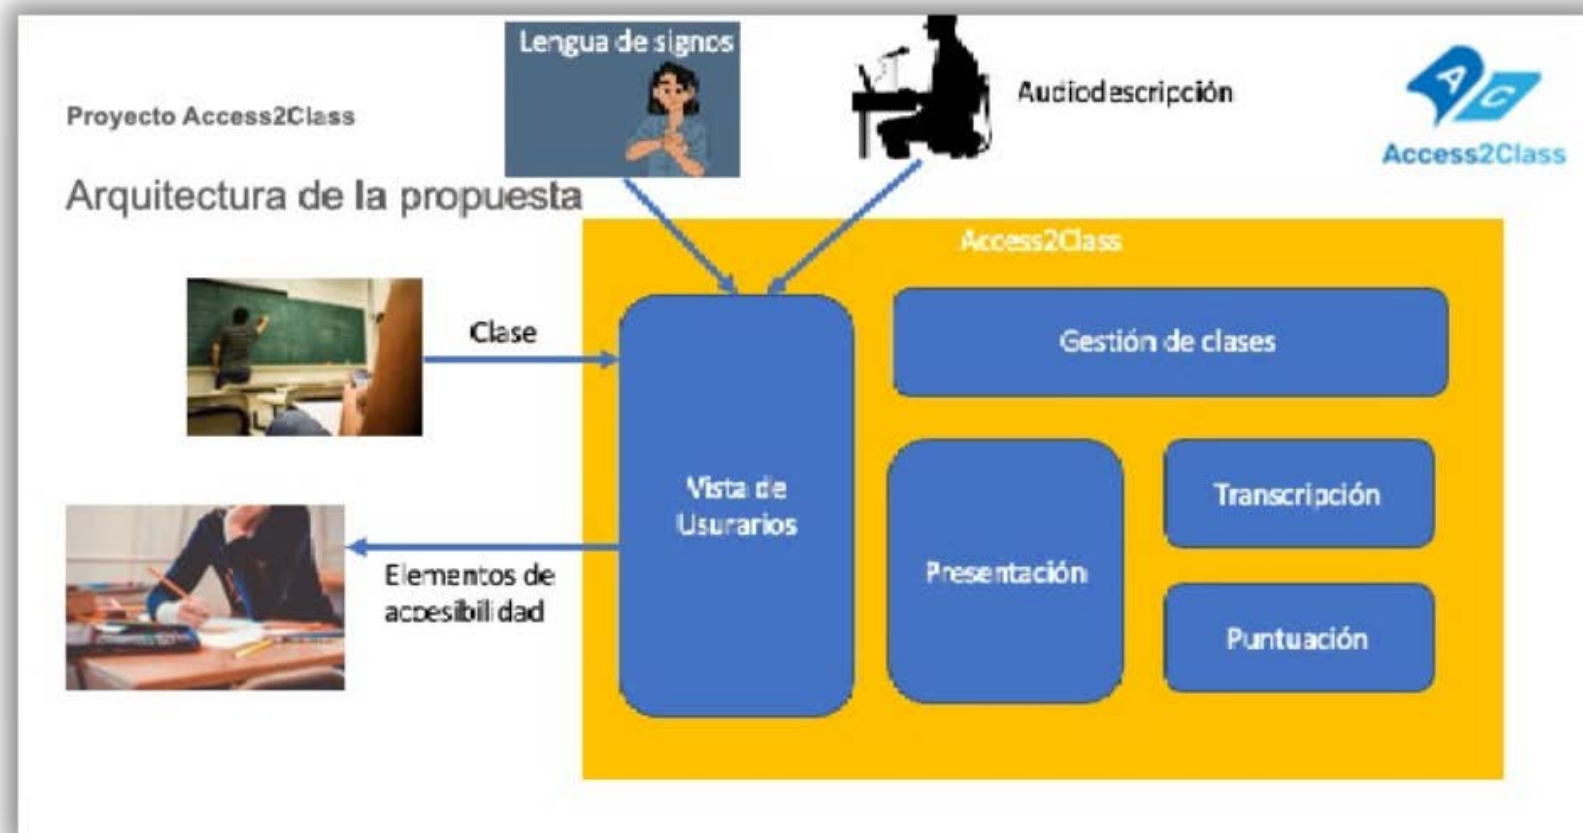 Lengua de signos
Audiodescripción
Proyecto Access2Class
Access2Class
Arquitectura de la propuesta
Access2Class
Clase
Gestión de clases
Vista de
Usurarios
Transcripción
Presentación
Elementos de
accesibilidad
Puntuación